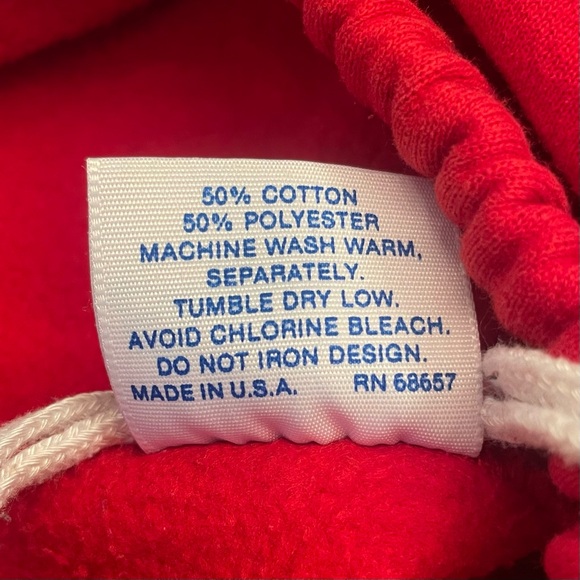 50% COTTON
50% POLYESTER
MACHINE WASH WARM,
SEPARATELY.
TUMBLE DRY LOW.
AVOID CHLORINE BLEACH.
DO NOT IRON DESIGN.
MADE IN U.S.A. RN 68657